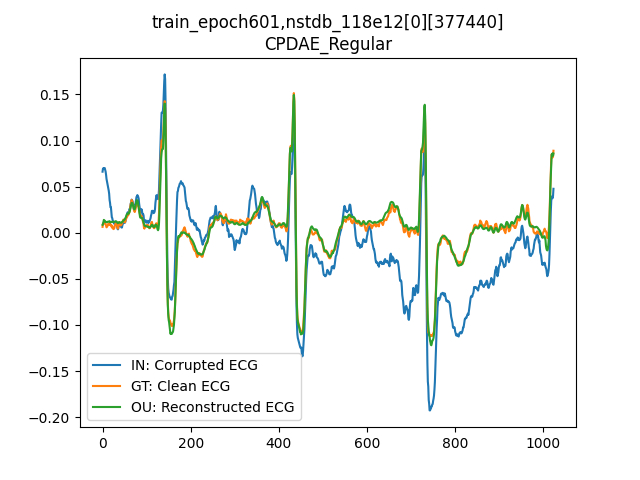 train_epoch601,nstdb_118e12[0][377440]
CPDAE_Regular
0.15
0.10
0.05
0.00
−0.05
−0.10
−0.15
−0.20
IN: Corrupted ECG
GT: Clean ECG
OU: Reconstructed ECG
0 200 400 600 800 1000